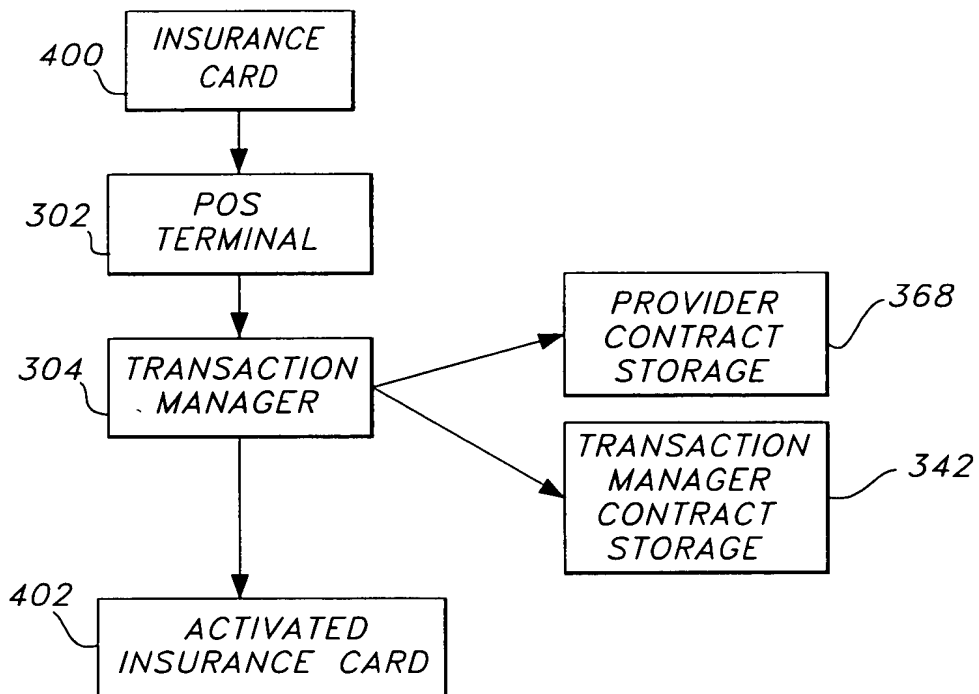 400
INSURANCE
CARD
302
POS
TERMINAL
304
TRANSACTION
MANAGER
PROVIDER
CONTRACT
STORAGE
368
TRANSACTION
MANAGER
CONTRACT
STORAGE
342
402
ACTIVATED
INSURANCE CARD